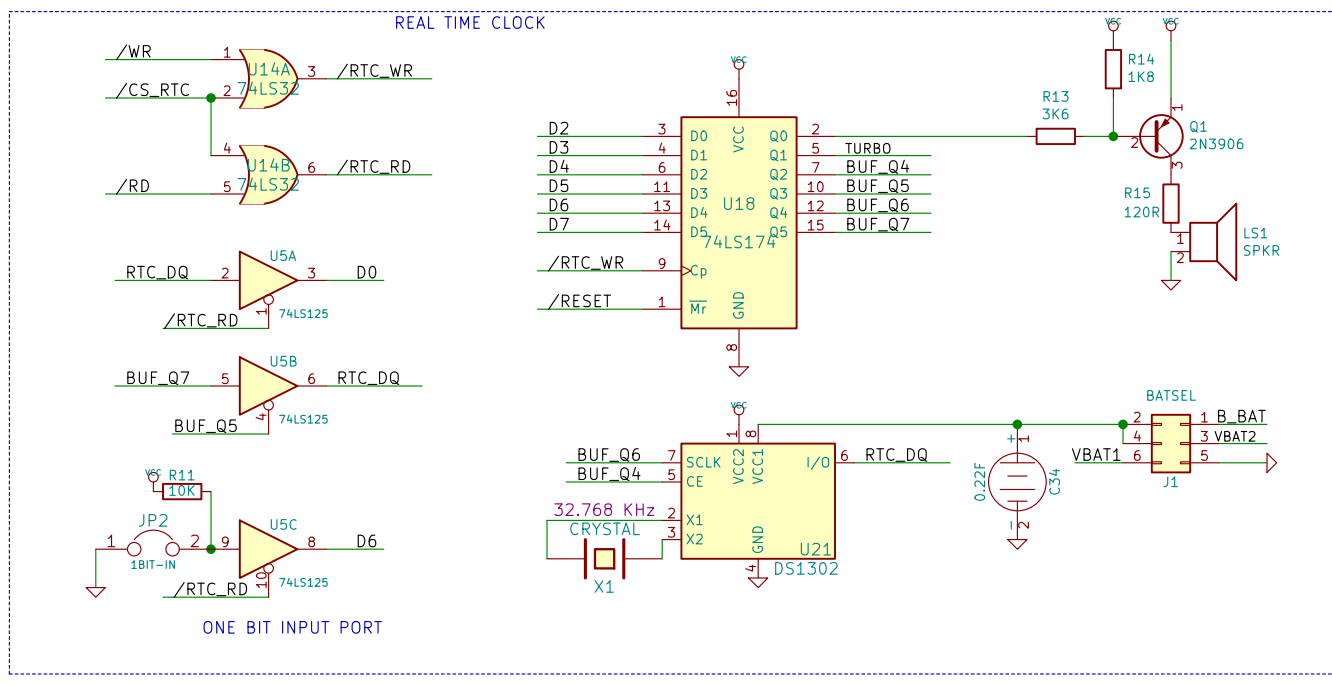 REAL TIME CLOCK
/WR
1
U14A
74LS32
3
/RTC_WR
/CS_RTC
2
4
U14B
74LS32
6
/RTC_RD
/RD
5
RTC_DQ
2
U5A
3
D0
1
74LS125
/RTC_RD
BUF_Q7
5
U5B
6
RTC_DQ
4
74LS125
BUF_Q5
VCC
R11
10K
JP2
1
2
1BIT-IN
9
U5C
8
D6
10
74LS125
/RTC_RD
ONE BIT INPUT PORT
VCC
16
VCC
D2
3
D0
Q0
2
D3
4
D1
Q1
5
TURBO
D4
6
D2
Q2
7
BUF_Q4
D5
11
D3
Q3
10
BUF_Q5
D6
13
D4
Q4
12
BUF_Q6
D7
14
D5
Q5
15
BUF_Q7
U18
74LS174
/RTC_WR
9
Cp
/RESET
1
Mr
GND
8
VCC
VCC
R14
1K8
R13
3K6
1
2
3
Q1
2N3906
R15
120R
1
2
LS1
SPKR
VCC
1
8
VCC2
VCC1
BUF_Q6
7
SCLK
I/O
6
RTC_DQ
BUF_Q4
5
CE
32.768 KHz
2
X1
CRYSTAL
3
X2
X1
GND
4
U21
DS1302
+
1
0.22F
C34
2
BATSEL
2
1
B_BAT
4
3
VBAT2
VBAT1
6
5
J1